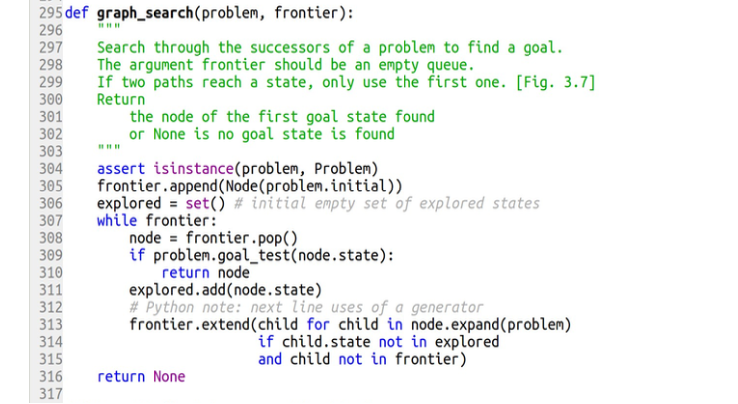 295 def graph_search(problem, frontier):
296     """
297     Search through the successors of a problem to find a goal.
298     The argument frontier should be an empty queue.
299     If two paths reach a state, only use the first one. [Fig. 3.7]
300     Return
301         the node of the first goal state found
302         or None is no goal state is found
303     """
304     assert isinstance(problem, Problem)
305     frontier.append(Node(problem.initial))
306     explored = set() # initial empty set of explored states
307     while frontier:
308         node = frontier.pop()
309         if problem.goal_test(node.state):
310             return node
311         explored.add(node.state)
312         # Python note: next line uses of a generator
313         frontier.extend(child for child in node.expand(problem)
314                         if child.state not in explored
315                         and child not in frontier)
316     return None
317